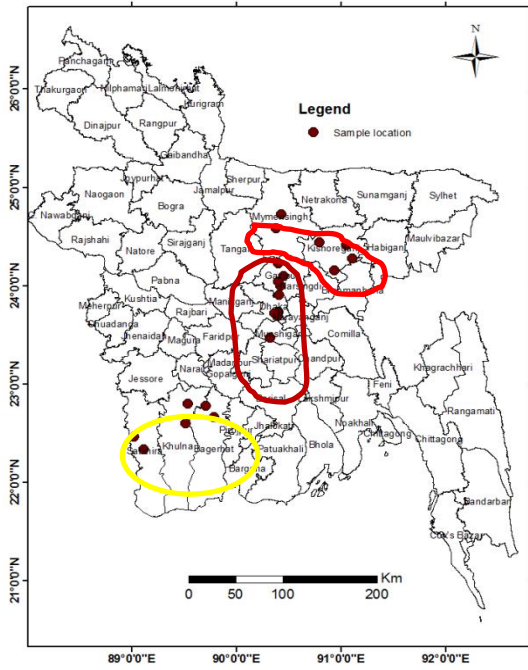 N
Legend
Sample location
Panchagarh
Thakurgaon
Nilphamari
Lalmonirhat
Kurigram
Dinajpur
Rangpur
Gaibandha
Joypurhat
Sherpur
Jamalpur
Naogaon
Bogra
Mymensingh
Netrakona
Sunamganj
Sylhet
Nawabganj
Rajshahi
Natore
Sirajganj
Tangail
Kishoreganj
Habiganj
Maulvibazar
Pabna
Gazipur
Narsingdi
Brahmanbaria
Meherpur
Kushtia
Manikganj
Dhaka
Chuadanga
Rajbari
Narayanganj
Jhenaidah
Magura
Faridpur
Munshiganj
Comilla
Madaripur
Shariatpur
Chandpur
Narail
Gopalganj
Khagrachhari
Jessore
Feni
Barisal
Lakshmipur
Rangamati
Noakhali
Satkhira
Khulna
Bagerhat
Pirojpur
Jhalokati
Patuakhali
Bhola
Chittagong
Chittagong
Barguna
Bandarban
Cox's Bazar
26°0'0"N
25°0'0"N
24°0'0"N
23°0'0"N
22°0'0"N
21°0'0"N
Km
0 50 100 200
89°0'0"E 90°0'0"E 91°0'0"E 92°0'0"E